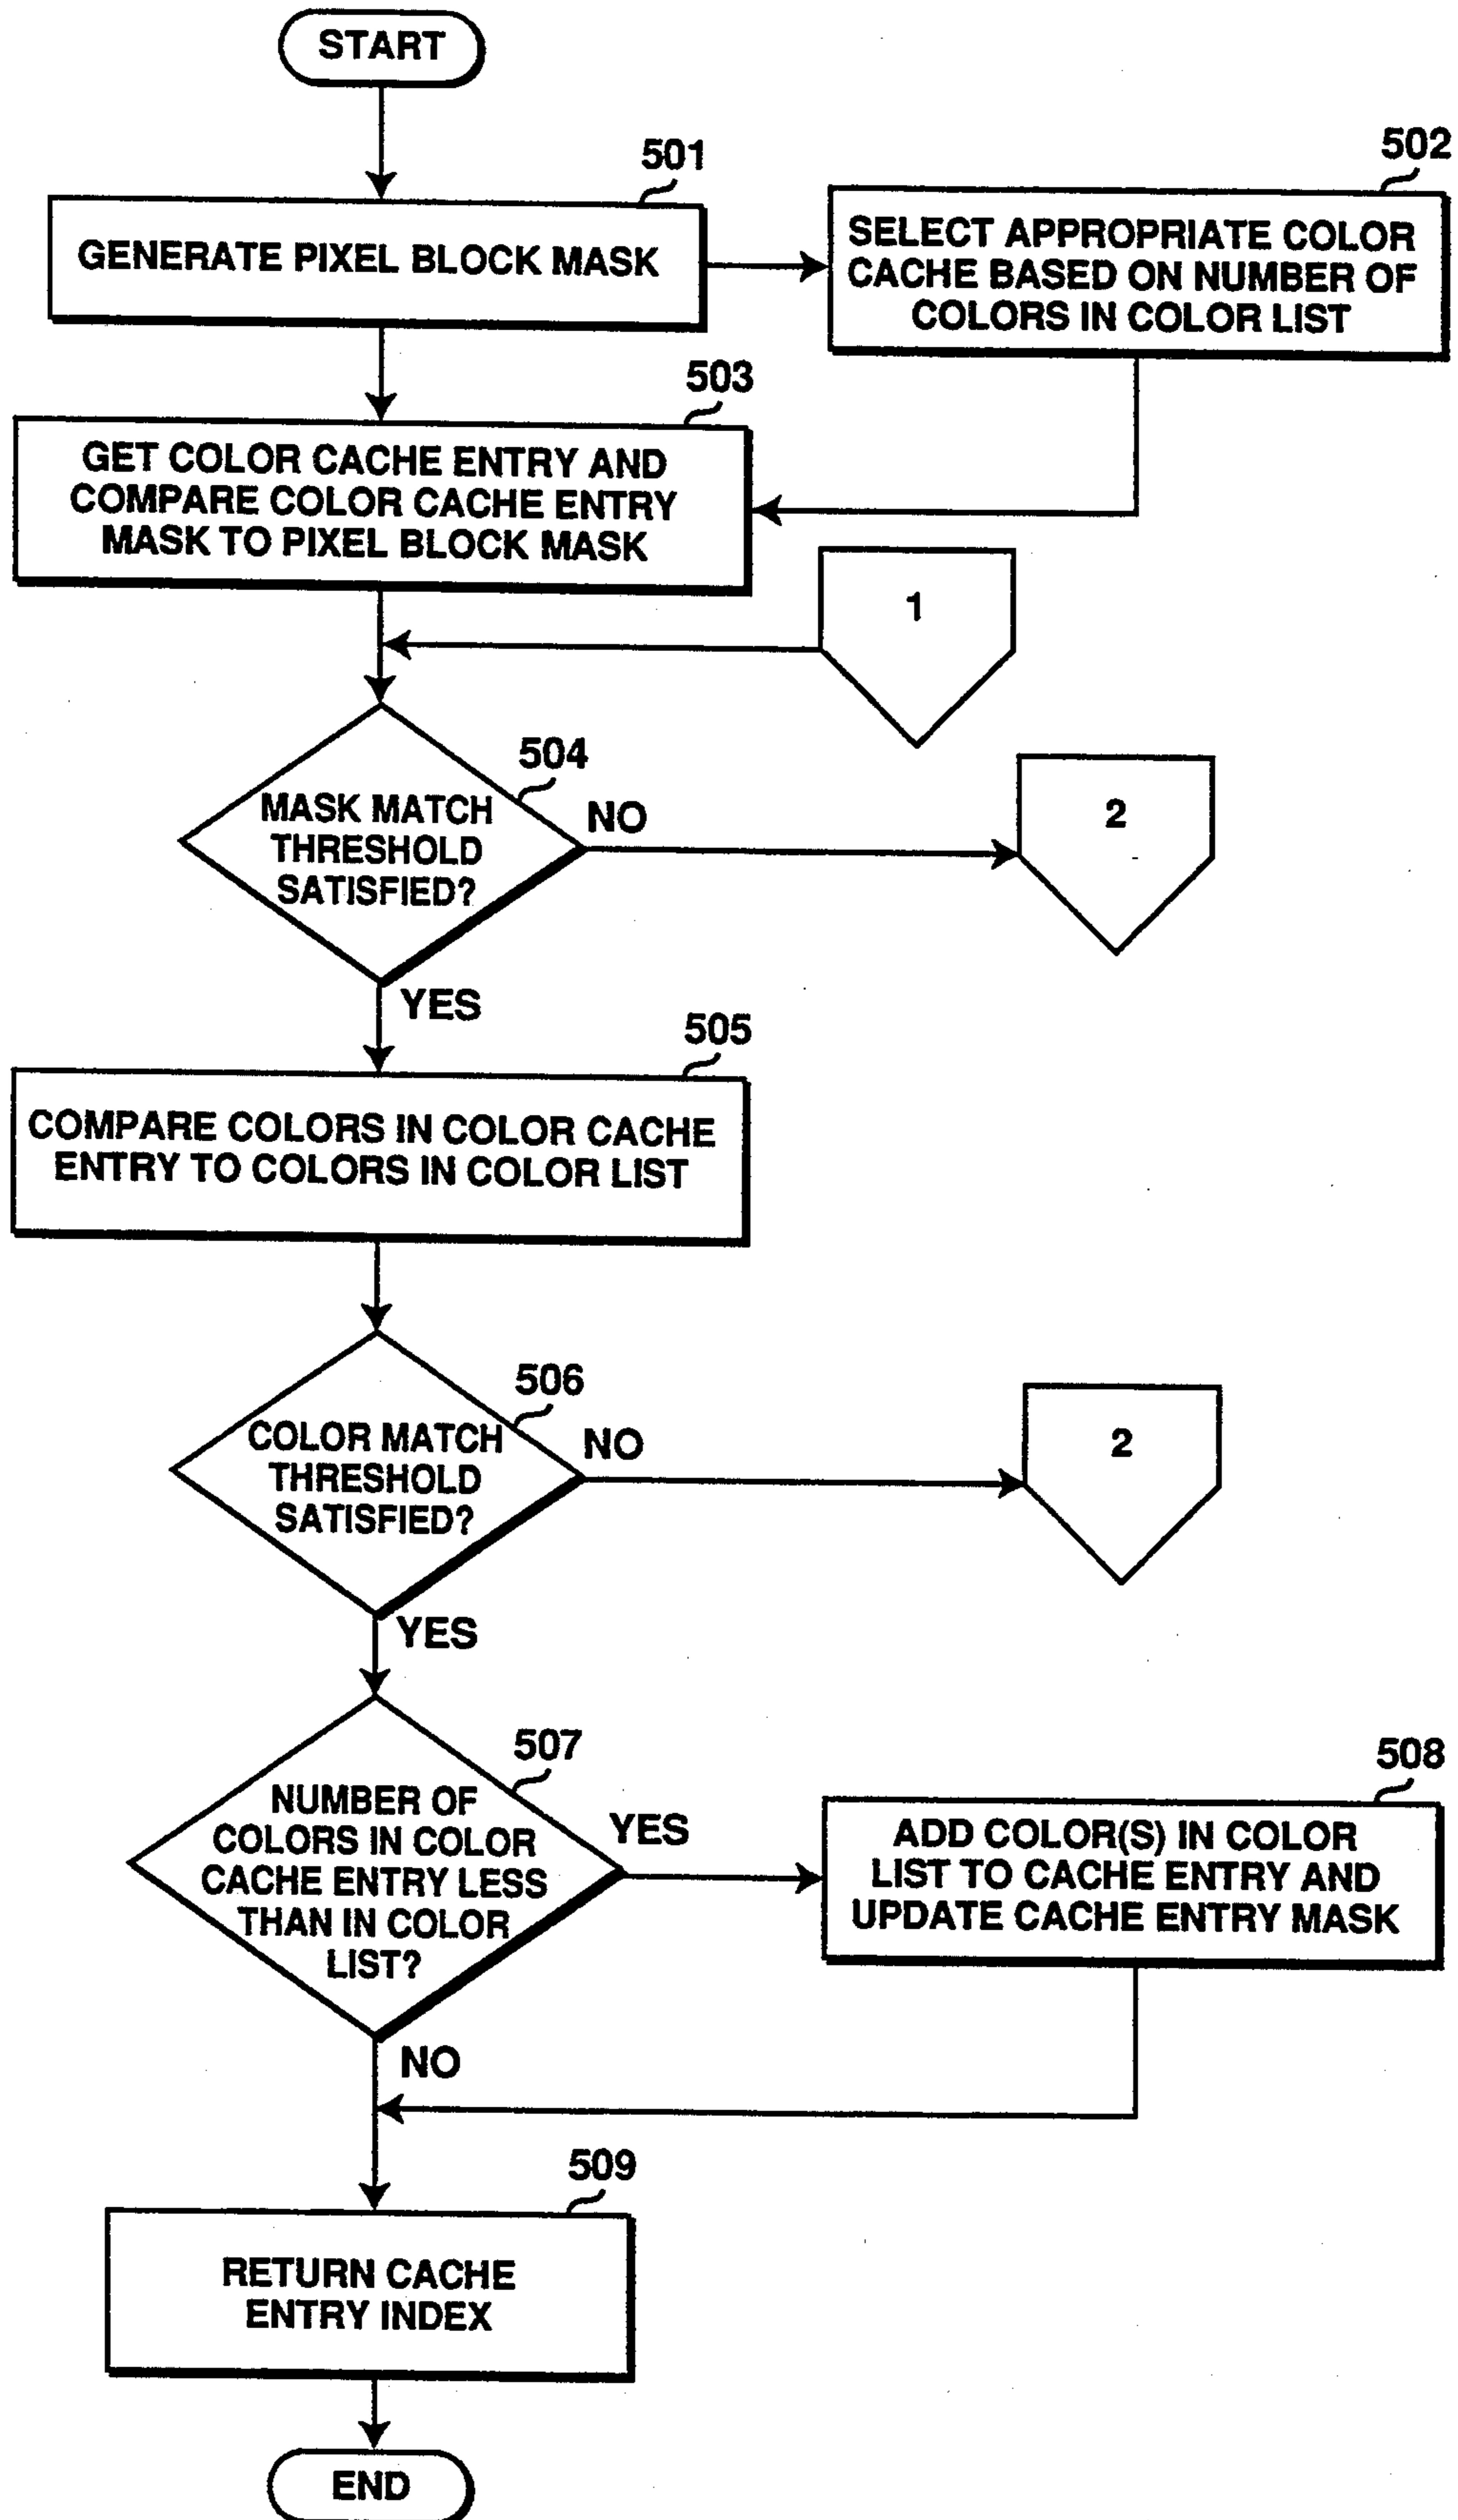 START
501
GENERATE PIXEL BLOCK MASK
502
SELECT APPROPRIATE COLOR
CACHE BASED ON NUMBER OF
COLORS IN COLOR LIST
503
GET COLOR CACHE ENTRY AND
COMPARE COLOR CACHE ENTRY
MASK TO PIXEL BLOCK MASK
1
504
MASK MATCH
THRESHOLD
SATISFIED?
NO
2
YES
505
COMPARE COLORS IN COLOR CACHE
ENTRY TO COLORS IN COLOR LIST
506
COLOR MATCH
THRESHOLD
SATISFIED?
NO
2
YES
507
NUMBER OF
COLORS IN COLOR
CACHE ENTRY LESS
THAN IN COLOR
LIST?
YES
508
ADD COLOR(S) IN COLOR
LIST TO CACHE ENTRY AND
UPDATE CACHE ENTRY MASK
NO
509
RETURN CACHE
ENTRY INDEX
END